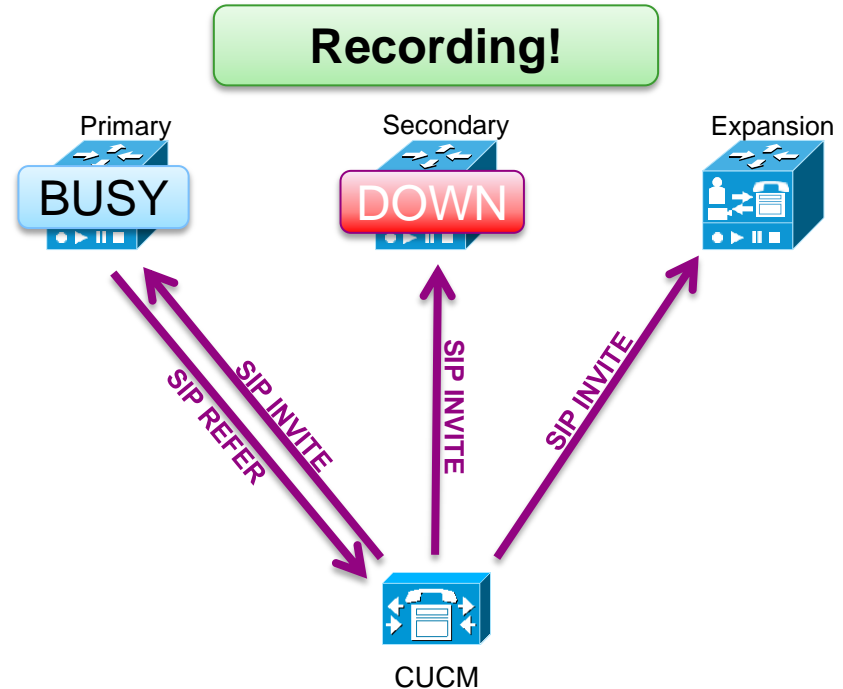 Recording!
Primary
Secondary
Expansion
BUSY
DOWN
SIP INVITE
SIP REFER
SIP INVITE
SIP INVITE
CUCM